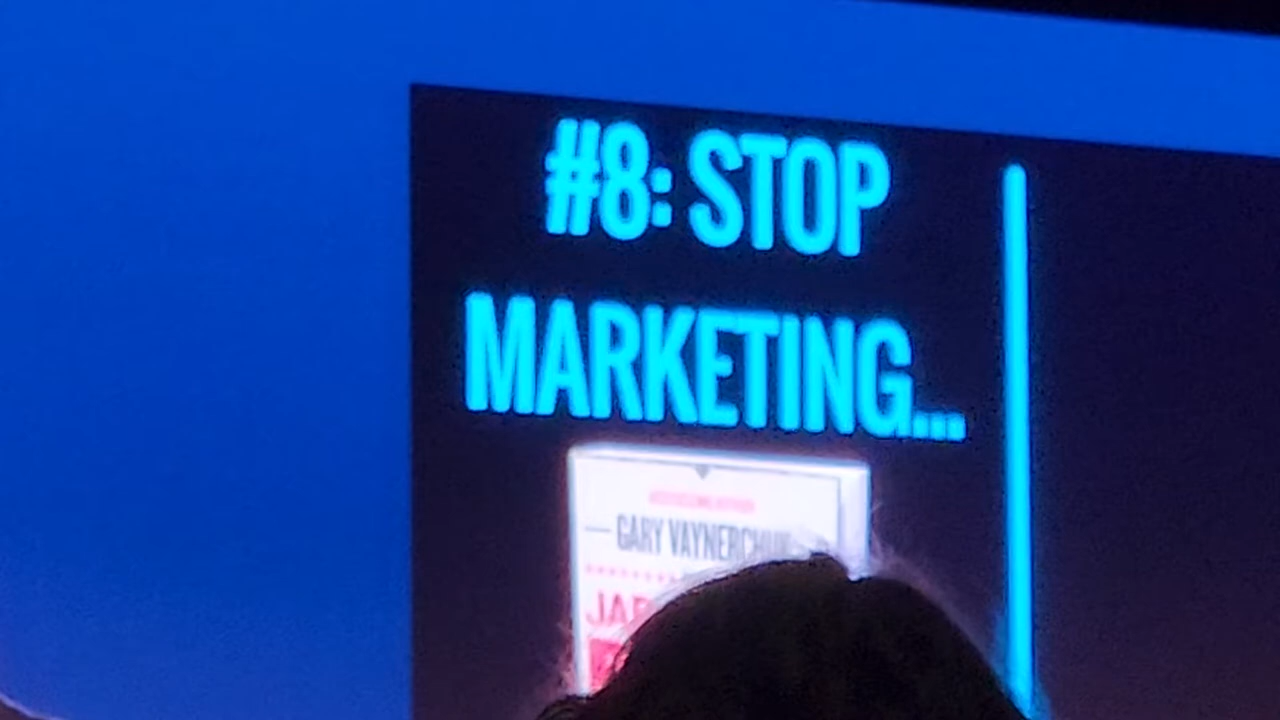 #8: STOP
MARKETING...
— GARY VAYNERCHUK